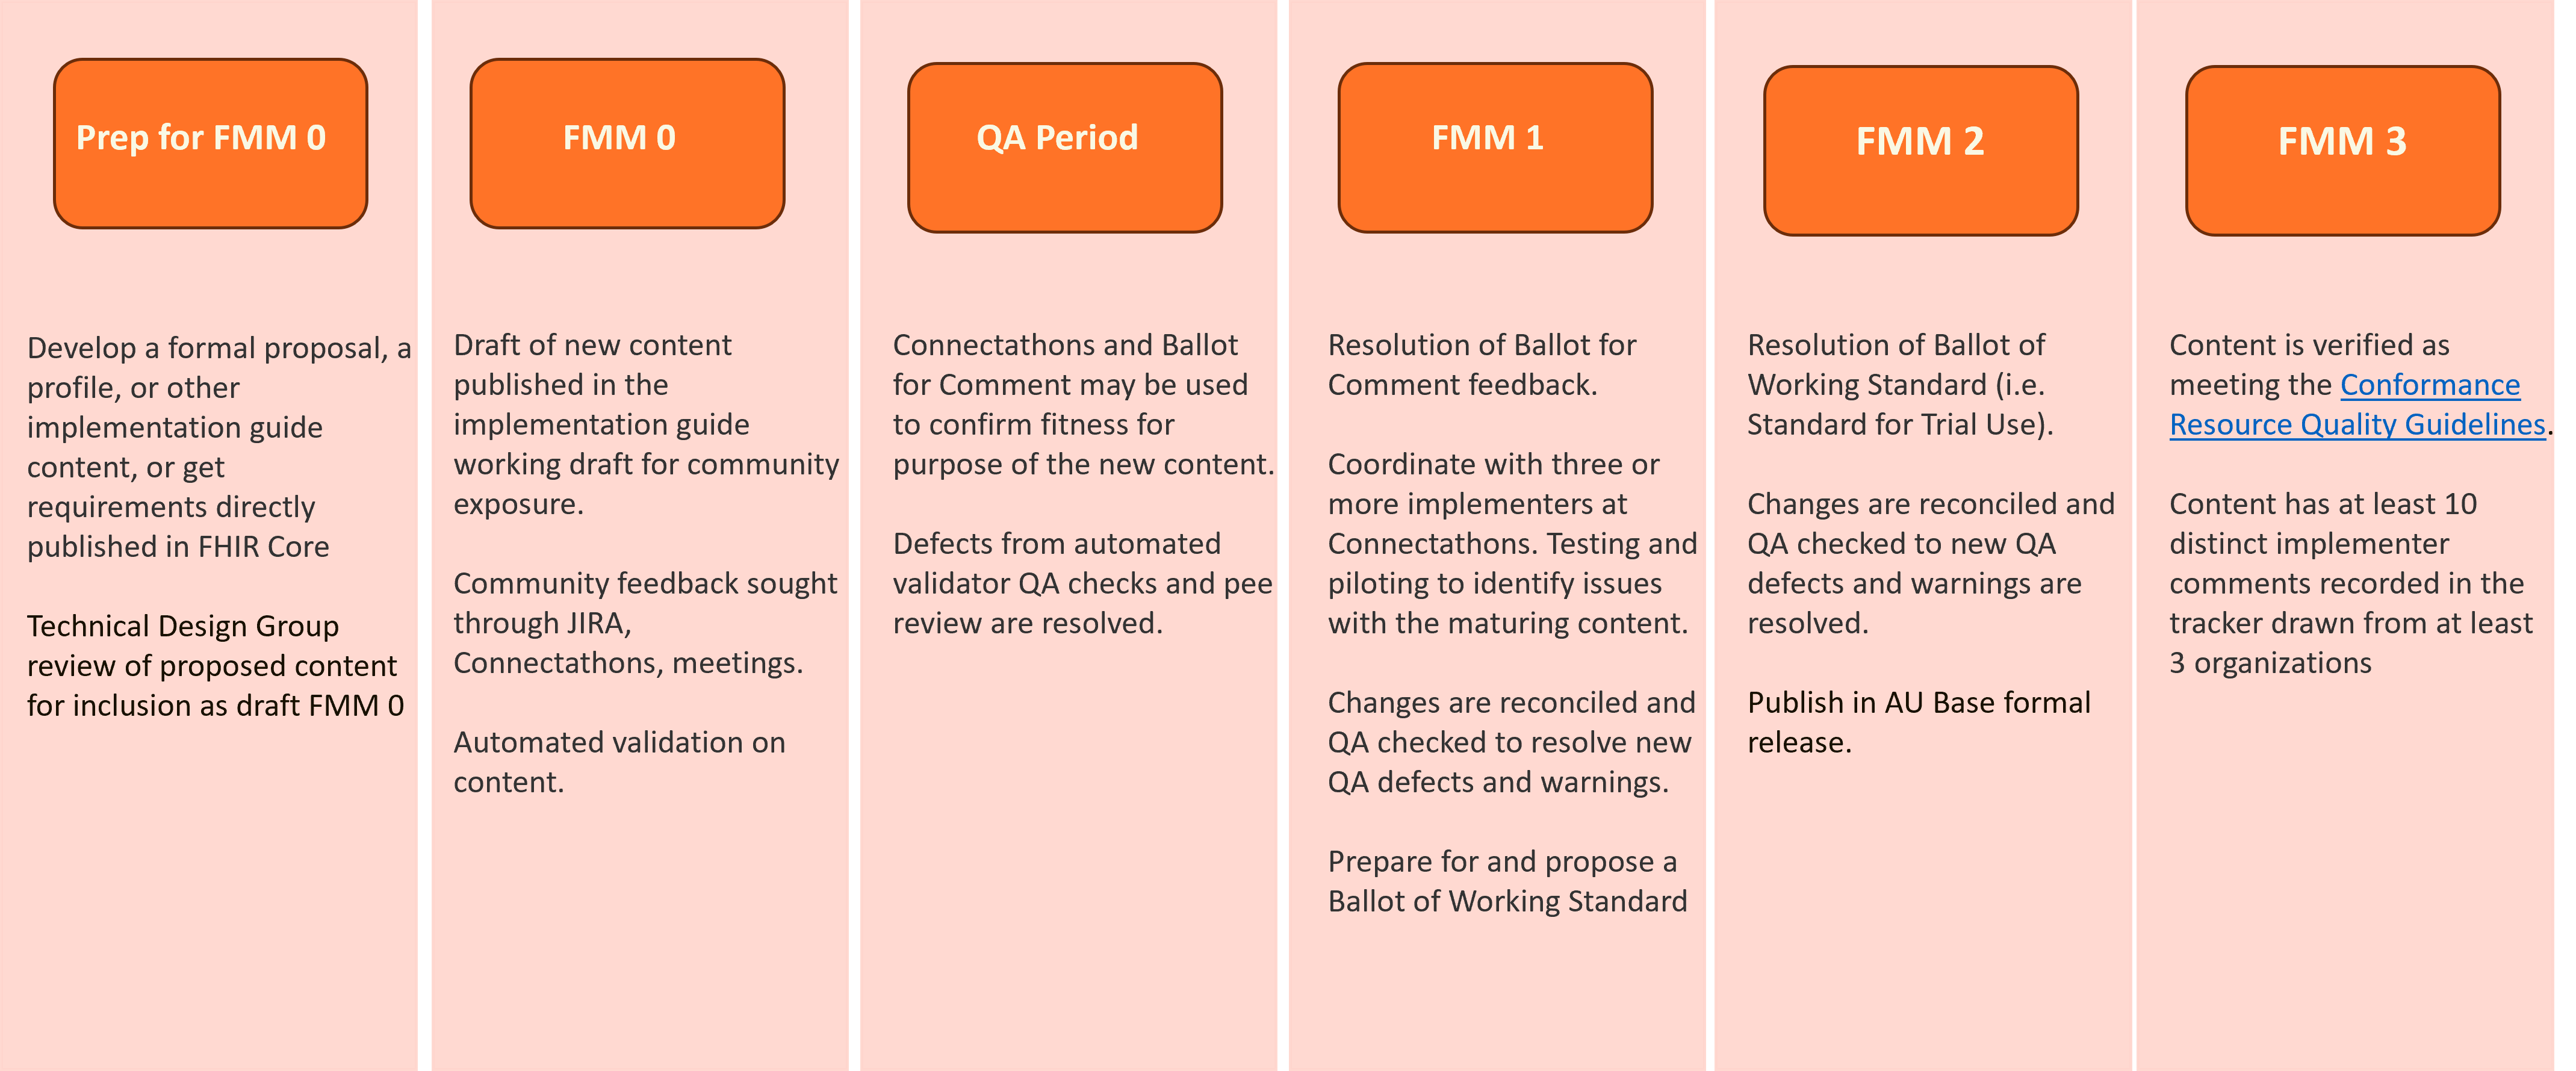 Prep for FMM 0
Develop a formal proposal, a
profile, or other
implementation guide
content, or get
requirements directly
published in FHIR Core
Technical Design Group
review of proposed content
for inclusion as draft FMM 0
FMM 0
Draft of new content
published in the
implementation guide
working draft for community
exposure.
Community feedback sought
through JIRA,
Connectathons, meetings.
Automated validation on
content.
QA Period
Connectathons and Ballot
for Comment may be used
to confirm fitness for
purpose of the new content.
Defects from automated
validator QA checks and pee
review are resolved.
FMM 1
Resolution of Ballot for
Comment feedback.
Coordinate with three or
more implementers at
Connectathons. Testing and
piloting to identify issues
with the maturing content.
Changes are reconciled and
QA checked to resolve new
QA defects and warnings.
Prepare for and propose a
Ballot of Working Standard
FMM 2
Resolution of Ballot of
Working Standard (i.e.
Standard for Trial Use).
Changes are reconciled and
QA checked to new QA
defects and warnings are
resolved.
Publish in AU Base formal
release.
FMM 3
Content is verified as
meeting the Conformance
Resource Quality Guidelines.
Content has at least 10
distinct implementer
comments recorded in the
tracker drawn from at least
3 organizations